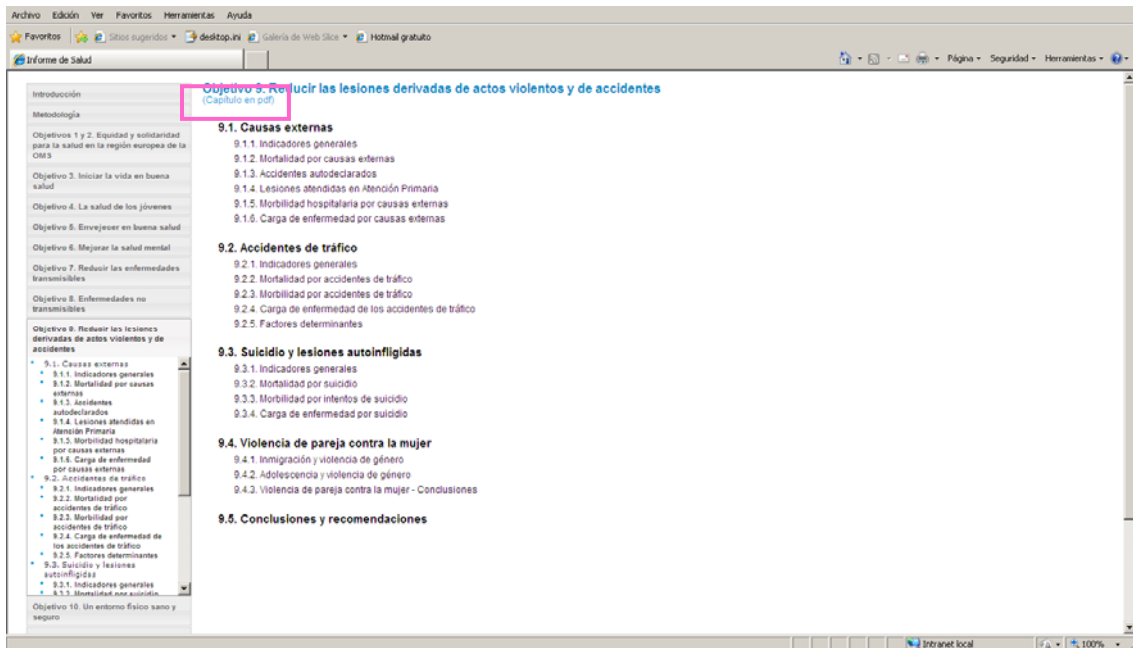 Archivo Edición Ver Favoritos Herramientas Ayuda
Favoritos Sitios sugeridos desktop.ini Galería de Web Slice Hotmail gratuito
Informe de Salud
Página Seguridad Herramientas
Introducción
Metodología
Objetivos 1 y 2. Equidad y solidaridad
para la salud en la región europea de la
OMS
Objetivo 3. Iniciar la vida en buena
salud
Objetivo 4. La salud de los jóvenes
Objetivo 5. Envejecer en buena salud
Objetivo 6. Mejorar la salud mental
Objetivo 7. Reducir las enfermedades
transmisibles
Objetivo 8. Enfermedades no
transmisibles
Objetivo 9. Reducir las lesiones
derivadas de actos violentos y de
accidentes
9.1. Causas externas
9.1.1. Indicadores generales
9.1.2. Mortalidad por causas
externas
9.1.3. Accidentes
autodeclarados
9.1.4. Lesiones atendidas en
Atención Primaria
9.1.5. Morbilidad hospitalaria
por causas externas
9.1.6. Carga de enfermedad
por causas externas
9.2. Accidentes de tráfico
9.2.1. Indicadores generales
9.2.2. Mortalidad por
accidentes de tráfico
9.2.3. Morbilidad por
accidentes de tráfico
9.2.4. Carga de enfermedad de
los accidentes de tráfico
9.2.5. Factores determinantes
9.3. Suicidio y lesiones
autoinfligidas
9.3.1. Indicadores generales
9.3.2. Mortalidad por suicidio
Objetivo 10. Un entorno físico sano y
seguro
Objetivo 9. Reducir las lesiones derivadas de actos violentos y de accidentes
(Capítulo en pdf)
9.1. Causas externas
9.1.1. Indicadores generales
9.1.2. Mortalidad por causas externas
9.1.3. Accidentes autodeclarados
9.1.4. Lesiones atendidas en Atención Primaria
9.1.5. Morbilidad hospitalaria por causas externas
9.1.6. Carga de enfermedad por causas externas
9.2. Accidentes de tráfico
9.2.1. Indicadores generales
9.2.2. Mortalidad por accidentes de tráfico
9.2.3. Morbilidad por accidentes de tráfico
9.2.4. Carga de enfermedad de los accidentes de tráfico
9.2.5. Factores determinantes
9.3. Suicidio y lesiones autoinfligidas
9.3.1. Indicadores generales
9.3.2. Mortalidad por suicidio
9.3.3. Morbilidad por intentos de suicidio
9.3.4. Carga de enfermedad por suicidio
9.4. Violencia de pareja contra la mujer
9.4.1. Inmigración y violencia de género
9.4.2. Adolescencia y violencia de género
9.4.3. Violencia de pareja contra la mujer - Conclusiones
9.5. Conclusiones y recomendaciones
Intranet local 100%